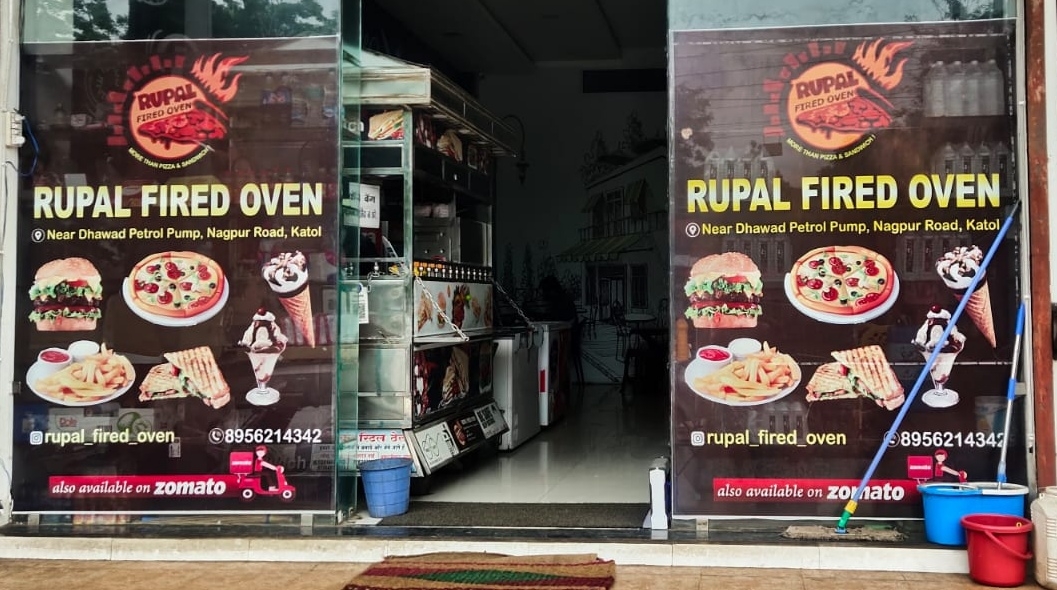 RUPAL
FIRED OVEN
MORE THAN PIZZA & SANDWICH!
RUPAL FIRED OVEN
Near Dhawad Petrol Pump, Nagpur Road, Katol
rupal_fired_oven
8956214342
also available on zomato
Dole
RUPAL
FIRED OVEN
MORE THAN PIZZA & SANDWICH!
RUPAL FIRED OVEN
Near Dhawad Petrol Pump, Nagpur Road, Katol
rupal_fired_oven
8956214342
also available on zomato